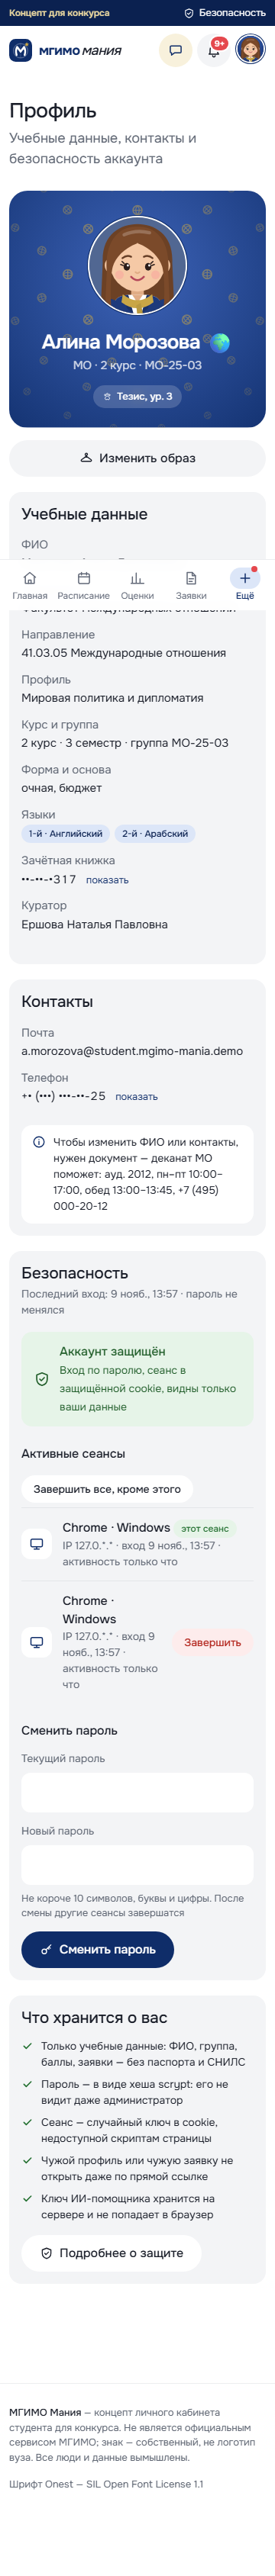 Концепт для конкурса
Безопасность
мгимо мания
9+
Профиль
Учебные данные, контакты и
безопасность аккаунта
Алина Морозова
МО · 2 курс · МО-25-03
Тезис, ур. 3
Изменить образ
Учебные данные
ФИО
Главная
Расписание
Оценки
Заявки
Ещё
Направление
41.03.05 Международные отношения
Профиль
Мировая политика и дипломатия
Курс и группа
2 курс · 3 семестр · группа МО-25-03
Форма и основа
очная, бюджет
Языки
1-й · Английский
2-й · Арабский
Зачётная книжка
••-••-•317 показать
Куратор
Ершова Наталья Павловна
Контакты
Почта
a.morozova@student.mgimo-mania.demo
Телефон
+• (•••) •••-••-25 показать
Чтобы изменить ФИО или контакты,
нужен документ — деканат МО
поможет: ауд. 2012, пн–пт 10:00–
17:00, обед 13:00–13:45, +7 (495)
000-20-12
Безопасность
Последний вход: 9 нояб., 13:57 · пароль не
менялся
Аккаунт защищён
Вход по паролю, сеанс в
защищённой cookie, видны только
ваши данные
Активные сеансы
Завершить все, кроме этого
Chrome · Windows этот сеанс
IP 127.0.*.* · вход 9 нояб., 13:57 ·
активность только что
Chrome ·
Windows
IP 127.0.*.* · вход 9
нояб., 13:57 ·
активность только
что
Завершить
Сменить пароль
Текущий пароль
Новый пароль
Не короче 10 символов, буквы и цифры. После
смены другие сеансы завершатся
Сменить пароль
Что хранится о вас
Только учебные данные: ФИО, группа,
баллы, заявки — без паспорта и СНИЛС
Пароль — в виде хеша scrypt: его не
видит даже администратор
Сеанс — случайный ключ в cookie,
недоступной скриптам страницы
Чужой профиль или чужую заявку не
открыть даже по прямой ссылке
Ключ ИИ-помощника хранится на
сервере и не попадает в браузер
Подробнее о защите
МГИМО Мания — концепт личного кабинета
студента для конкурса. Не является официальным
сервисом МГИМО; знак — собственный, не логотип
вуза. Все люди и данные вымышлены.
Шрифт Onest — SIL Open Font License 1.1